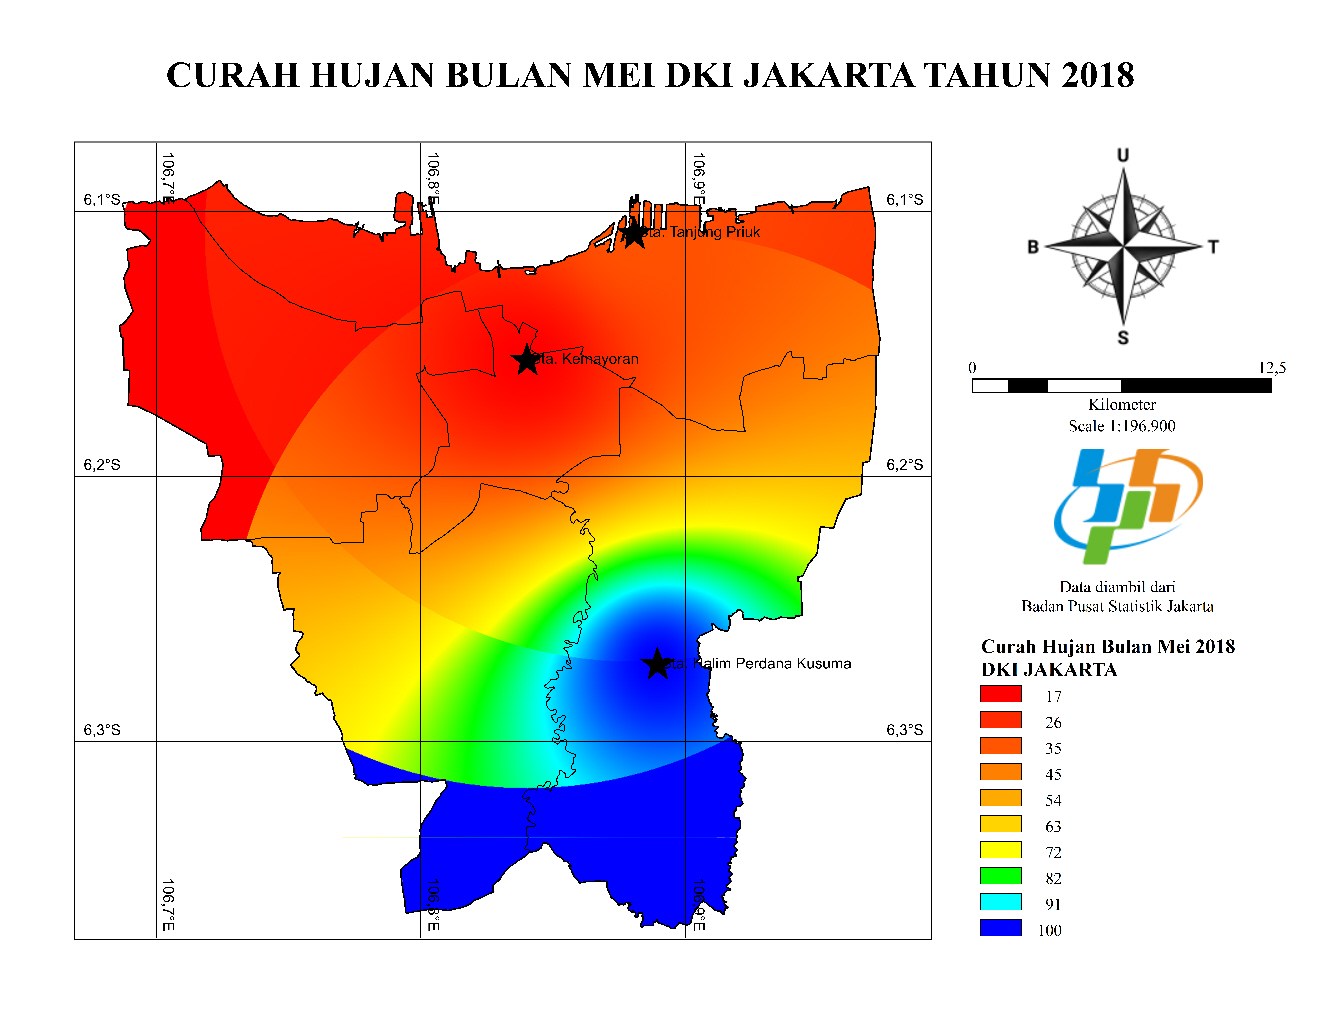 CURAH HUJAN BULAN MEI DKI JAKARTA TAHUN 2018
106,7°E
106,8°E
106,9°E
6,1°S
6,1°S
Sta. Tanjung Priuk
Sta. Kemayoran
6,2°S
6,2°S
Sta. Halim Perdana Kusuma
6,3°S
6,3°S
106,7°E
106,8°E
106,9°E
U
B
T
S
0
12,5
Kilometer
Scale 1:196.900
Data diambil dari
Badan Pusat Statistik Jakarta
Curah Hujan Bulan Mei 2018
DKI JAKARTA
17
26
35
45
54
63
72
82
91
100